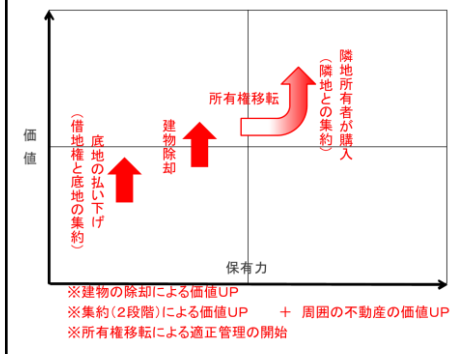 価
値
底地の払い下げ
(借地権と底地の集約)
建物除却
所有権移転
隣地所有者が購入
(隣地との集約)
保有力
※建物の除却による価値UP
※集約(2段階)による価値UP ＋ 周囲の不動産の価値UP
※所有権移転による適正管理の開始